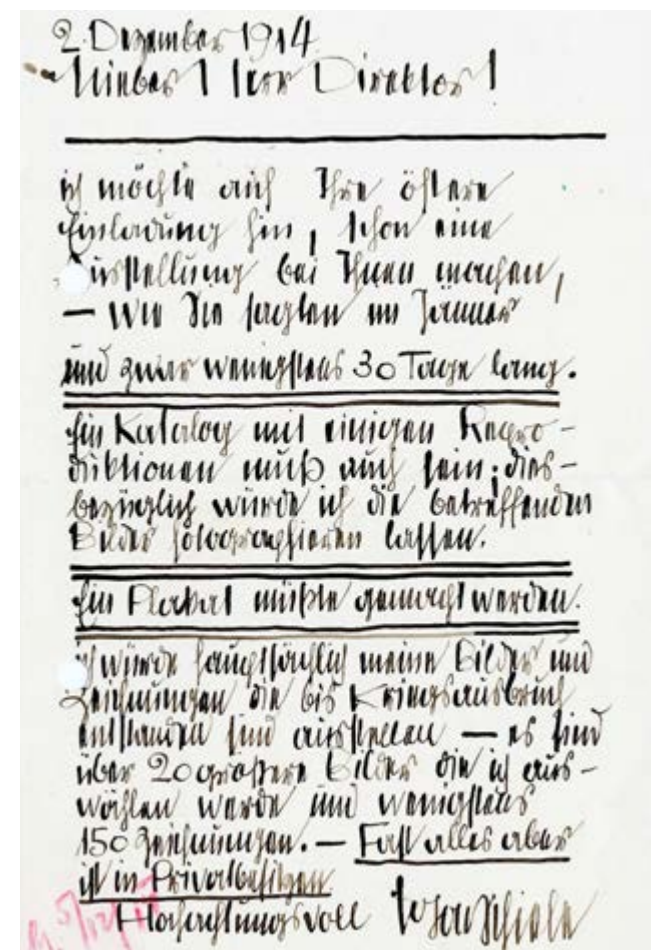 2. Dezember 1914.
Lieber Herr Direktor!
ich möchte auf Ihre öftere
Einladung hin, schon eine
Ausstellung bei Ihnen machen,
— wie Sie sagten im Jänner
und zwar wenigstens 30 Tage lang.
Ein Katalog mit einigen Repro-
duktionen muß auch sein; dies-
bezüglich würde ich die betreffenden
Bilder fotographieren lassen.
Ein Plakat müßte gemacht werden.
ich würde hauptsächlich meine Bilder und
Zeichnungen die bis Kriegsausbruch
entstanden sind ausstellen — es sind
über 20 größere Bilder die ich aus-
wählen werde und wenigstens
150 Zeichnungen. — Fast alles aber
ist in Privatbesitzen
Hochachtungsvoll Egon Schiele